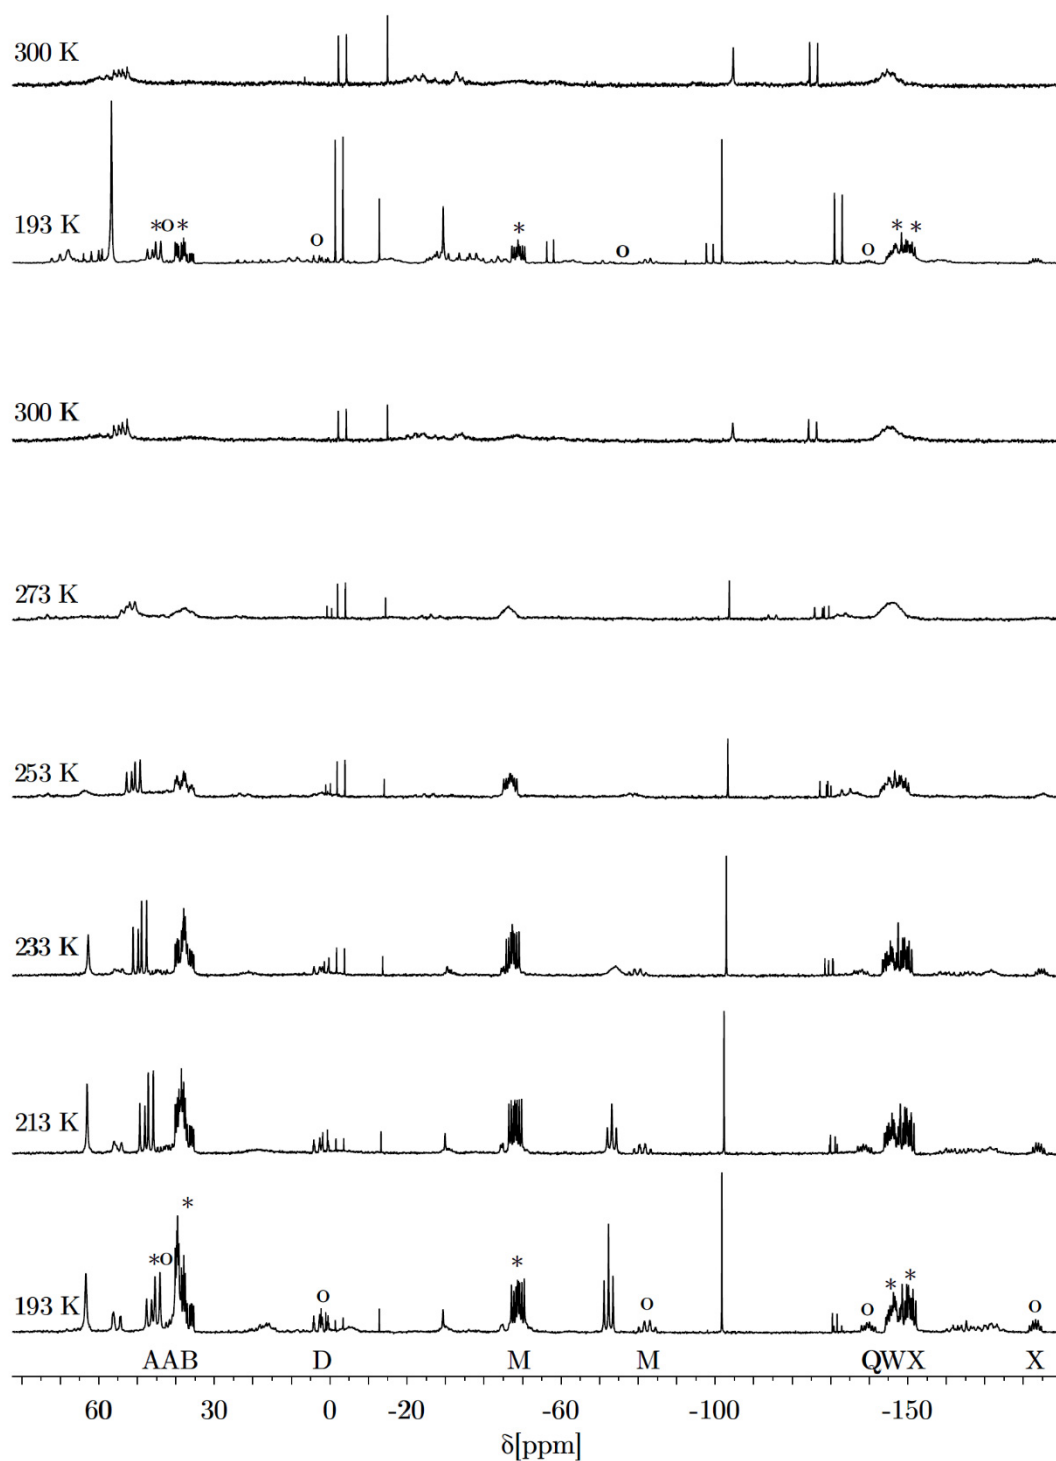 300 K
193 K
*o*
o
*
o
o
* *
300 K
273 K
253 K
233 K
213 K
193 K
*o
*
o
*
o
o
* *
o
AAB D M M QWX X
60 30 0 -20 -60 -100 -150
δ[ppm]